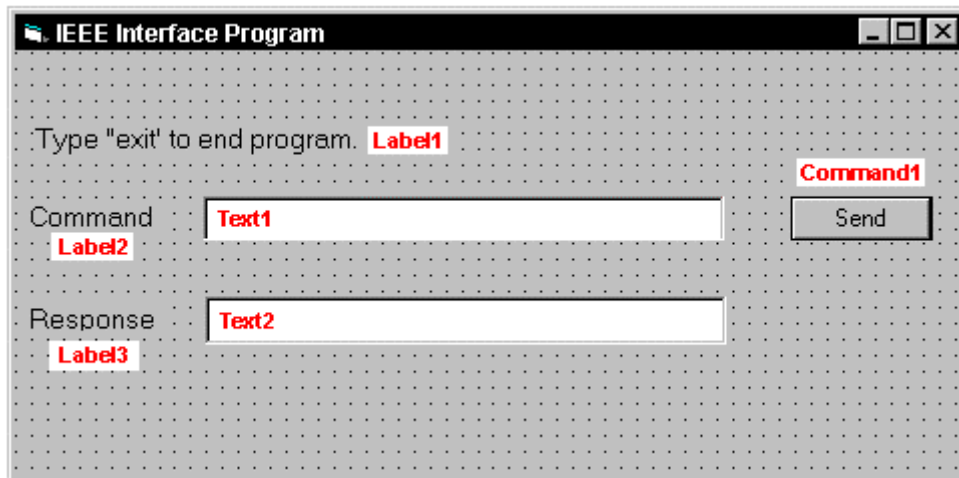 IEEE Interface Program
Type "exit' to end program. Label1
Command1
Command Text1 Send
Label2
Response Text2
Label3